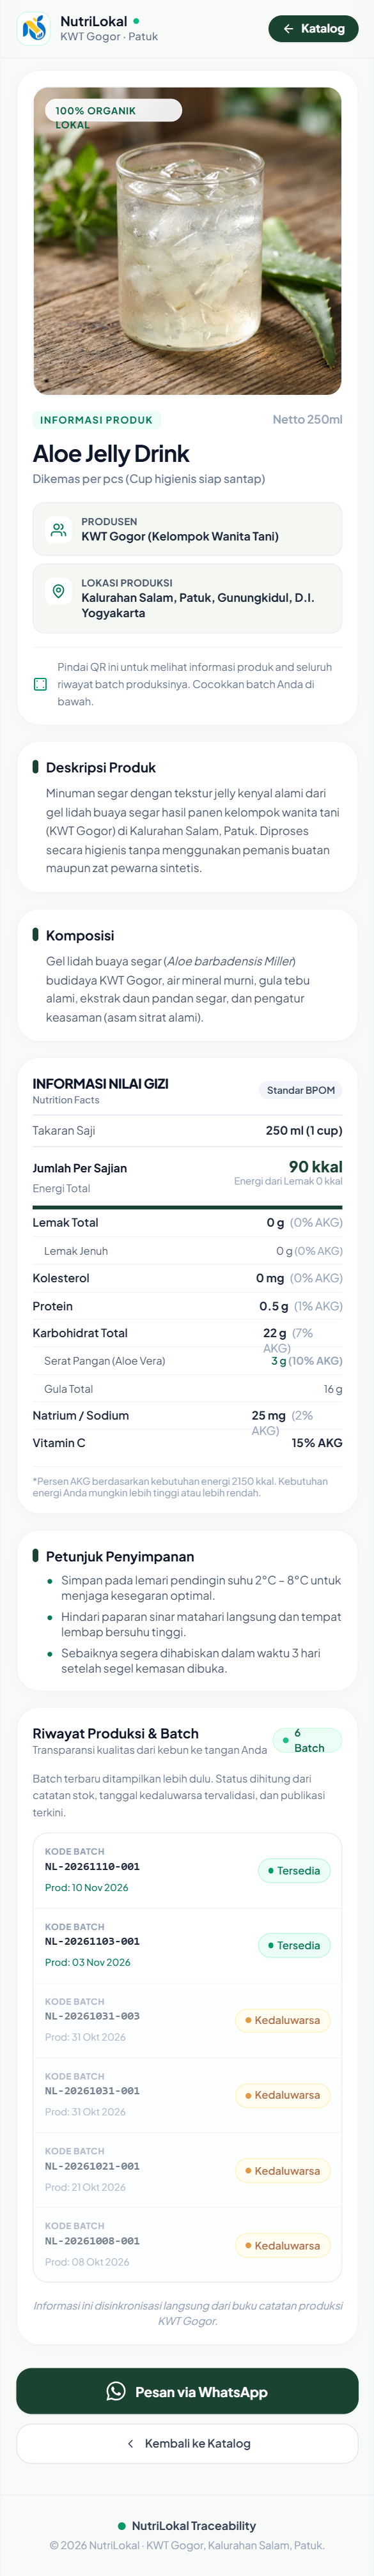 NutriLokal
KWT Gogor · Patuk
Katalog
100% ORGANIK
LOKAL
INFORMASI PRODUK
Netto 250ml
Aloe Jelly Drink
Dikemas per pcs (Cup higienis siap santap)
PRODUSEN
KWT Gogor (Kelompok Wanita Tani)
LOKASI PRODUKSI
Kalurahan Salam, Patuk, Gunungkidul, D.I.
Yogyakarta
Pindai QR ini untuk melihat informasi produk and seluruh
riwayat batch produksinya. Cocokkan batch Anda di
bawah.
Deskripsi Produk
Minuman segar dengan tekstur jelly kenyal alami dari
gel lidah buaya segar hasil panen kelompok wanita tani
(KWT Gogor) di Kalurahan Salam, Patuk. Diproses
secara higienis tanpa menggunakan pemanis buatan
maupun zat pewarna sintetis.
Komposisi
Gel lidah buaya segar (Aloe barbadensis Miller)
budidaya KWT Gogor, air mineral murni, gula tebu
alami, ekstrak daun pandan segar, dan pengatur
keasaman (asam sitrat alami).
INFORMASI NILAI GIZI
Nutrition Facts
Standar BPOM
Takaran Saji 250 ml (1 cup)
Jumlah Per Sajian 90 kkal
Energi Total Energi dari Lemak 0 kkal
Lemak Total 0 g (0% AKG)
Lemak Jenuh 0 g (0% AKG)
Kolesterol 0 mg (0% AKG)
Protein 0.5 g (1% AKG)
Karbohidrat Total 22 g (7%
AKG)
Serat Pangan (Aloe Vera) 3 g (10% AKG)
Gula Total 16 g
Natrium / Sodium 25 mg (2%
AKG)
Vitamin C 15% AKG
*Persen AKG berdasarkan kebutuhan energi 2150 kkal. Kebutuhan
energi Anda mungkin lebih tinggi atau lebih rendah.
Petunjuk Penyimpanan
Simpan pada lemari pendingin suhu 2°C – 8°C untuk
menjaga kesegaran optimal.
Hindari paparan sinar matahari langsung dan tempat
lembap bersuhu tinggi.
Sebaiknya segera dihabiskan dalam waktu 3 hari
setelah segel kemasan dibuka.
Riwayat Produksi & Batch
Transparansi kualitas dari kebun ke tangan Anda
6
Batch
Batch terbaru ditampilkan lebih dulu. Status dihitung dari
catatan stok, tanggal kedaluwarsa tervalidasi, dan publikasi
terkini.
KODE BATCH
NL-20261110-001
Prod: 10 Nov 2026
Tersedia
KODE BATCH
NL-20261103-001
Prod: 03 Nov 2026
Tersedia
KODE BATCH
NL-20261031-003
Prod: 31 Okt 2026
Kedaluwarsa
KODE BATCH
NL-20261031-001
Prod: 31 Okt 2026
Kedaluwarsa
KODE BATCH
NL-20261021-001
Prod: 21 Okt 2026
Kedaluwarsa
KODE BATCH
NL-20261008-001
Prod: 08 Okt 2026
Kedaluwarsa
Informasi ini disinkronisasi langsung dari buku catatan produksi
KWT Gogor.
Pesan via WhatsApp
Kembali ke Katalog
NutriLokal Traceability
© 2026 NutriLokal · KWT Gogor, Kalurahan Salam, Patuk.